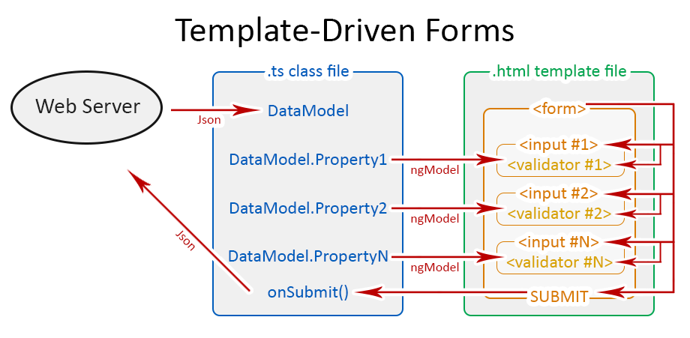 Template-Driven Forms
.ts class file
.html template file
Web Server
Json
DataModel
<form>
DataModel.Property1
ngModel
<input #1>
<validator #1>
DataModel.Property2
ngModel
<input #2>
<validator #2>
Json
DataModel.PropertyN
ngModel
<input #N>
<validator #N>
onSubmit()
SUBMIT